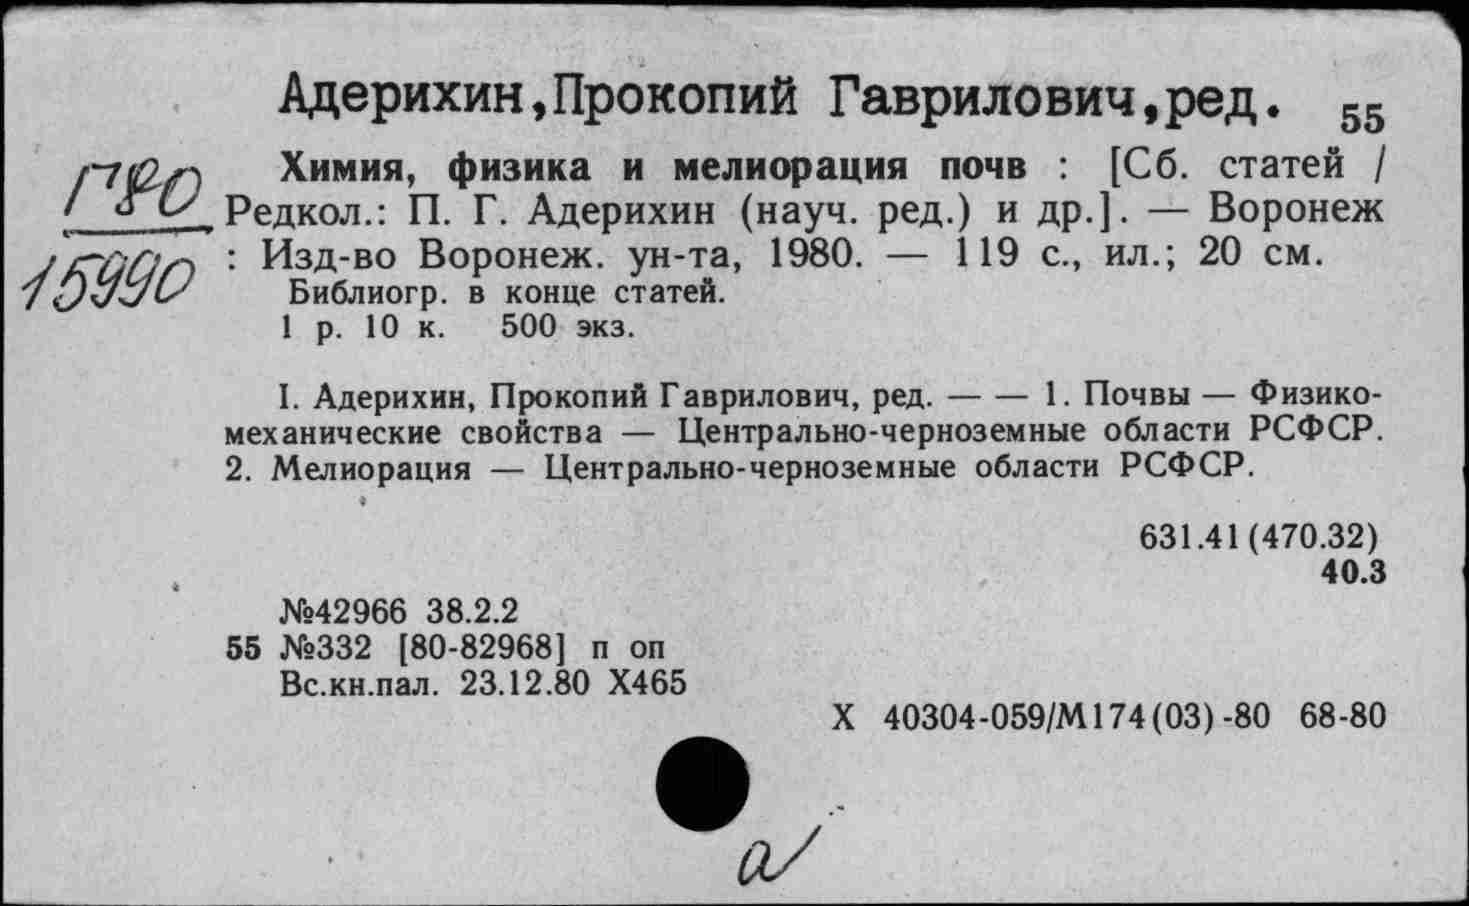 Адерихин,Прокопий Гаврилович,ред. 55
П80
15990
Химия, физика и мелиорация почв : [Сб. статей /
Редкол.: П. Г. Адерихин (науч. ред.) и др.]. — Воронеж
: Изд-во Воронеж. ун-та, 1980. — 119 с., ил.; 20 см.
Библиогр. в конце статей.
1 р. 10 к. 500 экз.
I. Адерихин, Прокопий Гаврилович, ред. — — 1. Почвы — Физико-
механические свойства — Центрально-черноземные области РСФСР.
2. Мелиорация — Центрально-черноземные области РСФСР.
631.41(470.32)
40.3
№42966 38.2.2
55 №332 [80-82968] п оп
Вс.кн.пал. 23.12.80 Х465
Х 40304-059/М174(03)-80 68-80
а/